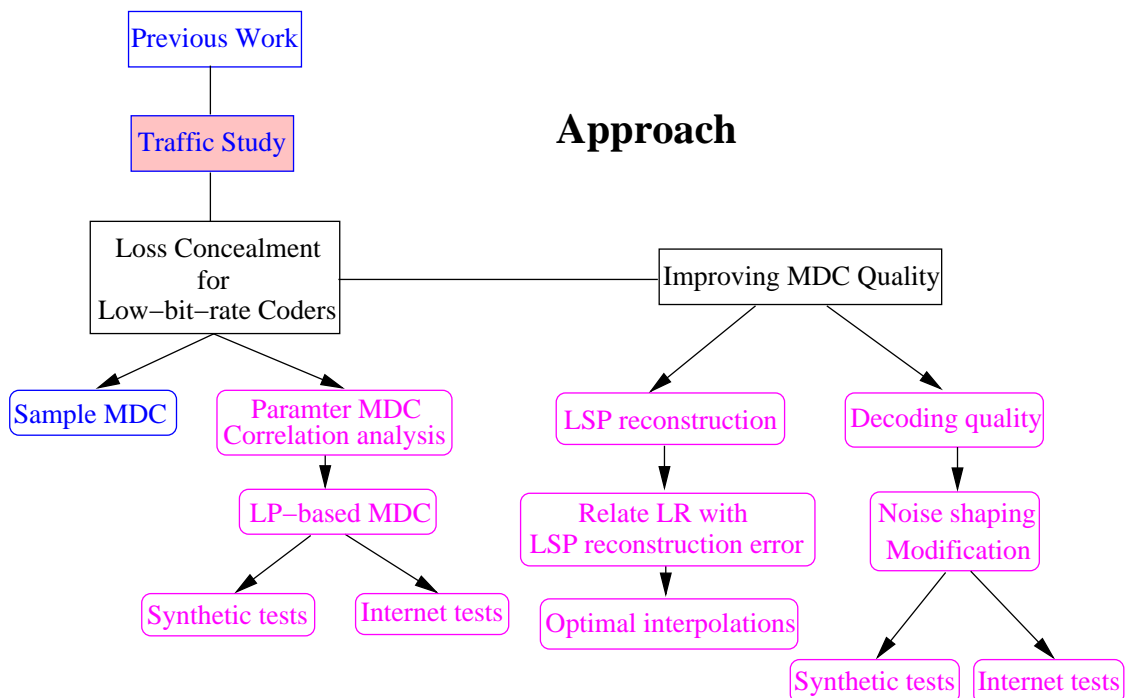 Previous Work
Traffic Study
Approach
Loss Concealment
for
Low−bit−rate Coders
Improving MDC Quality
Sample MDC
Paramter MDC
Correlation analysis
LSP reconstruction
Decoding quality
LP−based MDC
Relate LR with
LSP reconstruction error
Noise shaping
Modification
Synthetic tests
Internet tests
Optimal interpolations
Synthetic tests
Internet tests